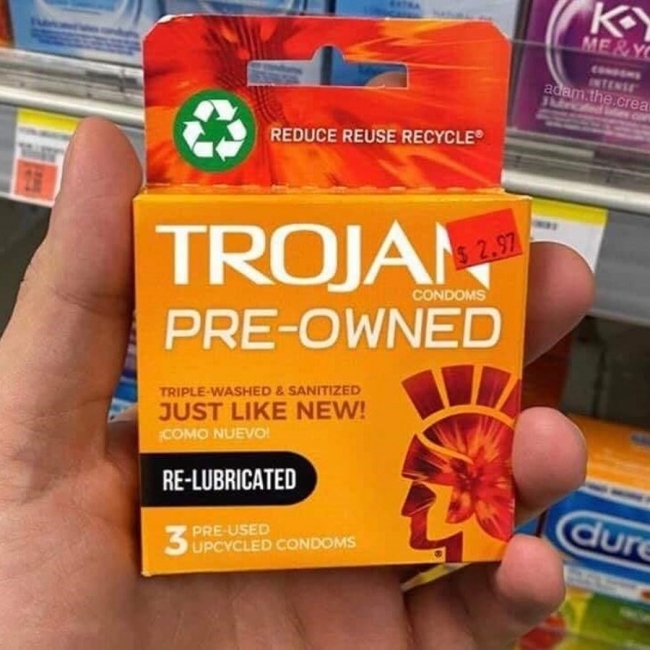 K-Y
ME & YO
CONDOMS
INTENSE
adam.the.crea
REDUCE REUSE RECYCLE®
TROJAN
$ 2.97
CONDOMS
PRE-OWNED
TRIPLE-WASHED & SANITIZED
JUST LIKE NEW!
¡COMO NUEVO!
RE-LUBRICATED
3 PRE-USED
UPCYCLED CONDOMS
dure